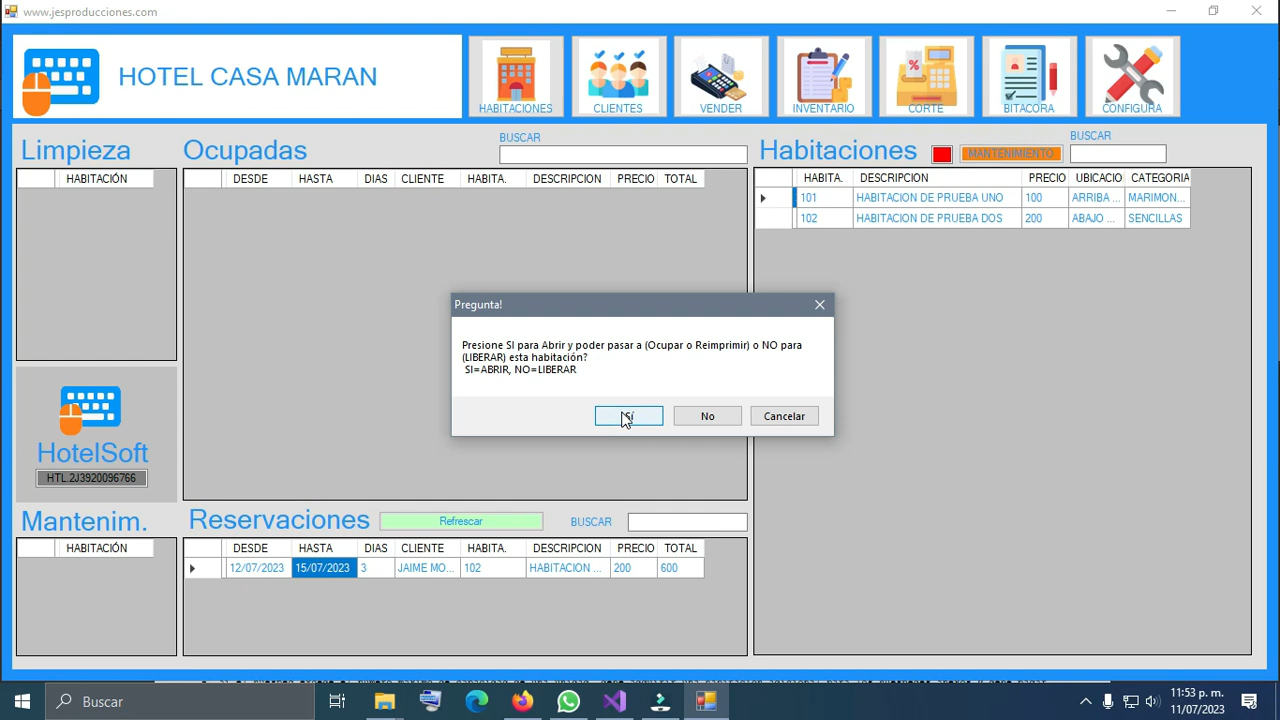 www.jesproducciones.com
HOTEL CASA MARAN
HABITACIONES
CLIENTES
VENDER
INVENTARIO
CORTE
BITACORA
CONFIGURA
Limpieza
HABITACIÓN
Ocupadas
BUSCAR
DESDE HASTA DIAS CLIENTE HABITA. DESCRIPCION PRECIO TOTAL
Habitaciones
MANTENIMIENTO
BUSCAR
HABITA. DESCRIPCION PRECIO UBICACIO CATEGORIA
101 HABITACION DE PRUEBA UNO 100 ARRIBA ... MARIMON...
102 HABITACION DE PRUEBA DOS 200 ABAJO ... SENCILLAS
Pregunta!
Presione SI para Abrir y poder pasar a (Ocupar o Reimprimir) o NO para
(LIBERAR) esta habitación?
SI=ABRIR, NO=LIBERAR
Sí
No
Cancelar
HotelSoft
HTL.2J3920096766
Mantenim.
HABITACIÓN
Reservaciones
Refrescar
BUSCAR
DESDE HASTA DIAS CLIENTE HABITA. DESCRIPCION PRECIO TOTAL
12/07/2023 15/07/2023 3 JAIME MO... 102 HABITACION ... 200 600
Buscar
11:53 p. m.
11/07/2023